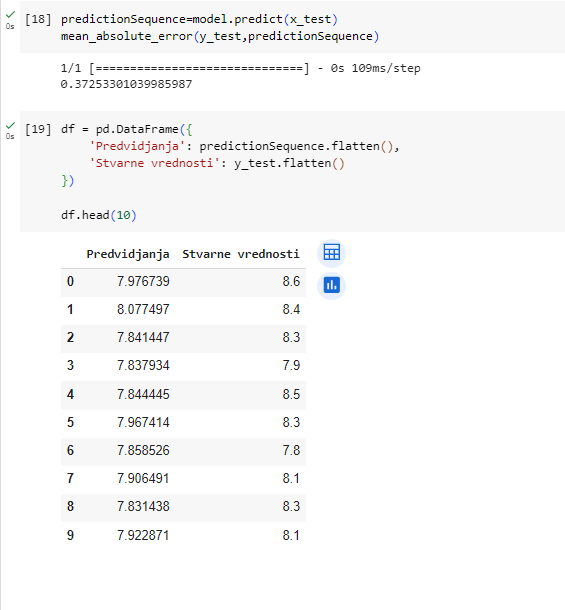 [18] predictionSequence=model.predict(x_test)
mean_absolute_error(y_test,predictionSequence)
0s
1/1 [==============================] - 0s 109ms/step
0.37253301039985987
[19] df = pd.DataFrame({
0s
'Predvidjanja': predictionSequence.flatten(),
'Stvarne vrednosti': y_test.flatten()
})
df.head(10)
Predvidjanja Stvarne vrednosti
0 7.976739 8.6
1 8.077497 8.4
2 7.841447 8.3
3 7.837934 7.9
4 7.844445 8.5
5 7.967414 8.3
6 7.858526 7.8
7 7.906491 8.1
8 7.831438 8.3
9 7.922871 8.1